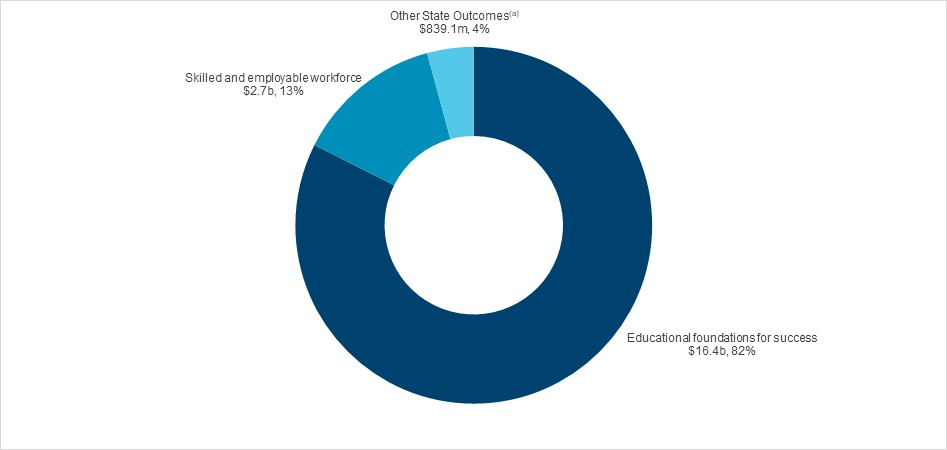 Other State Outcomes(a)
$839.1m, 4%
Skilled and employable workforce
$2.7b, 13%
Educational foundations for success
$16.4b, 82%